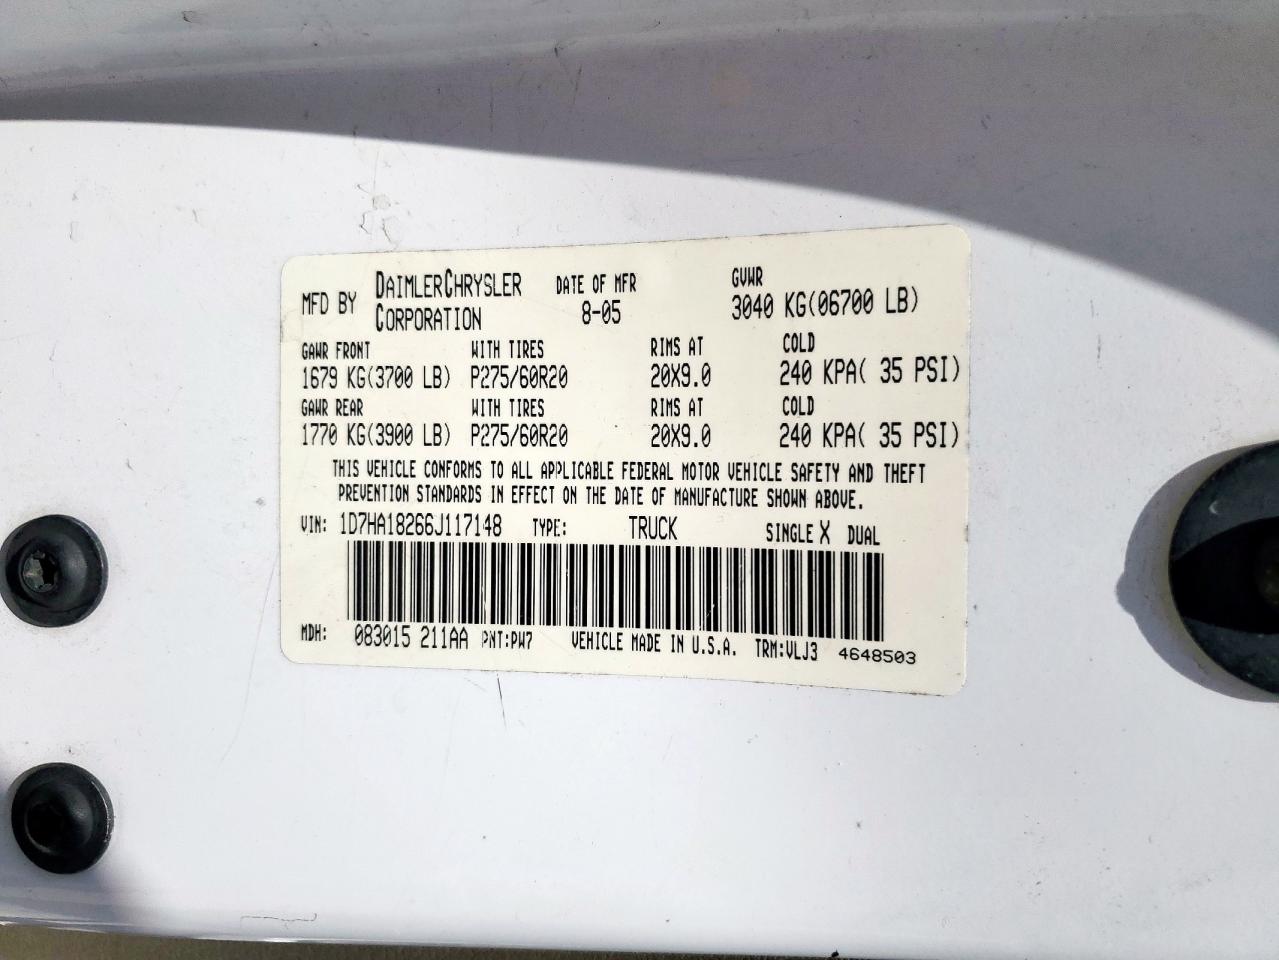 MFD BY DAIMLERCHRYSLER CORPORATION DATE OF MFR 8-05 GVWR 3040 KG(06700 LB)
GAWR FRONT WITH TIRES RIMS AT COLD
1679 KG(3700 LB) P275/60R20 20X9.0 240 KPA( 35 PSI)
GAWR REAR WITH TIRES RIMS AT COLD
1770 KG(3900 LB) P275/60R20 20X9.0 240 KPA( 35 PSI)
THIS VEHICLE CONFORMS TO ALL APPLICABLE FEDERAL MOTOR VEHICLE SAFETY AND THEFT
PREVENTION STANDARDS IN EFFECT ON THE DATE OF MANUFACTURE SHOWN ABOVE.
VIN: 1D7HA18266J117148 TYPE: TRUCK SINGLE X DUAL
MDH: 083015 211AA PNT:PW7 VEHICLE MADE IN U.S.A. TRM:VLJ3 4648503